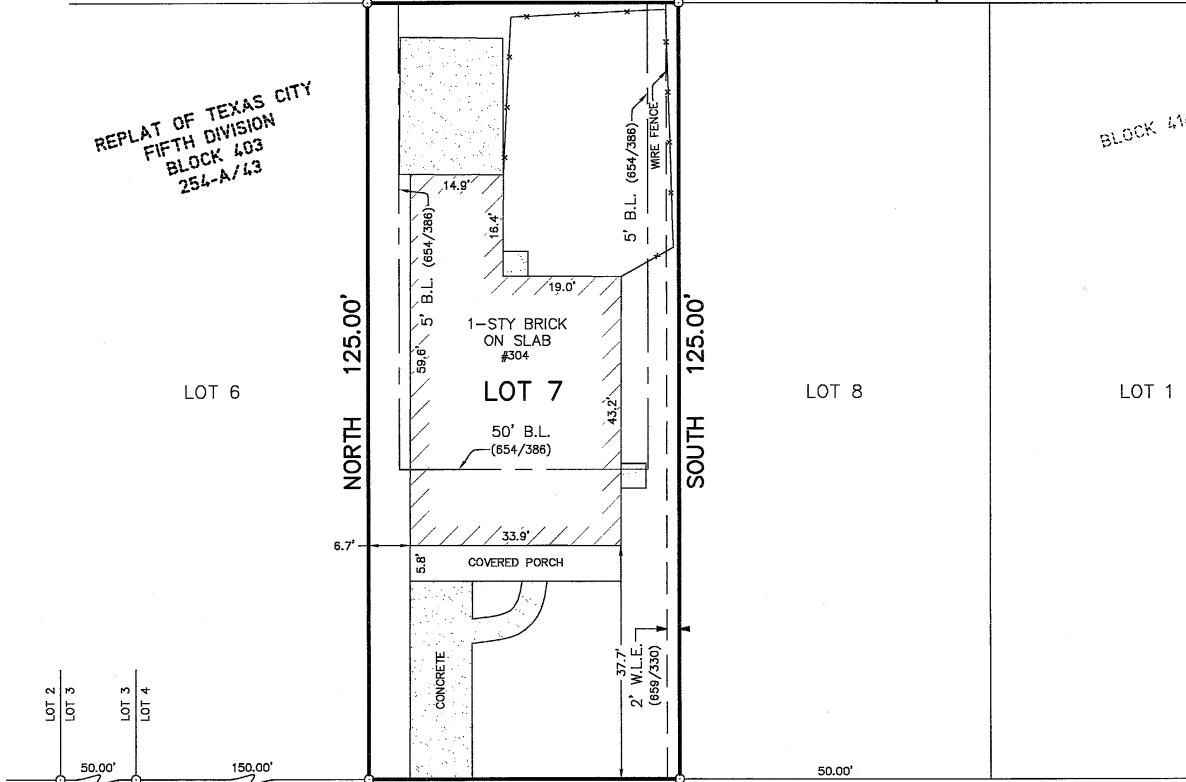 REPLAT OF TEXAS CITY
FIFTH DIVISION
BLOCK 403
254-A/43
14.9'
16.4'
5' B.L. (654/386)
5' B.L. (654/386)
WIRE FENCE
19.0'
1-STY BRICK
ON SLAB
#304
LOT 7
59.6'
43.2'
50' B.L.
(654/386)
NORTH 125.00'
SOUTH 125.00'
LOT 6
LOT 8
LOT 1
BLOCK
33.9'
6.7'
5.8'
COVERED PORCH
CONCRETE
37.7'
2' W.L.E.
(659/330)
LOT 2
LOT 3
LOT 3
LOT 4
50.00'
150.00'
50.00'